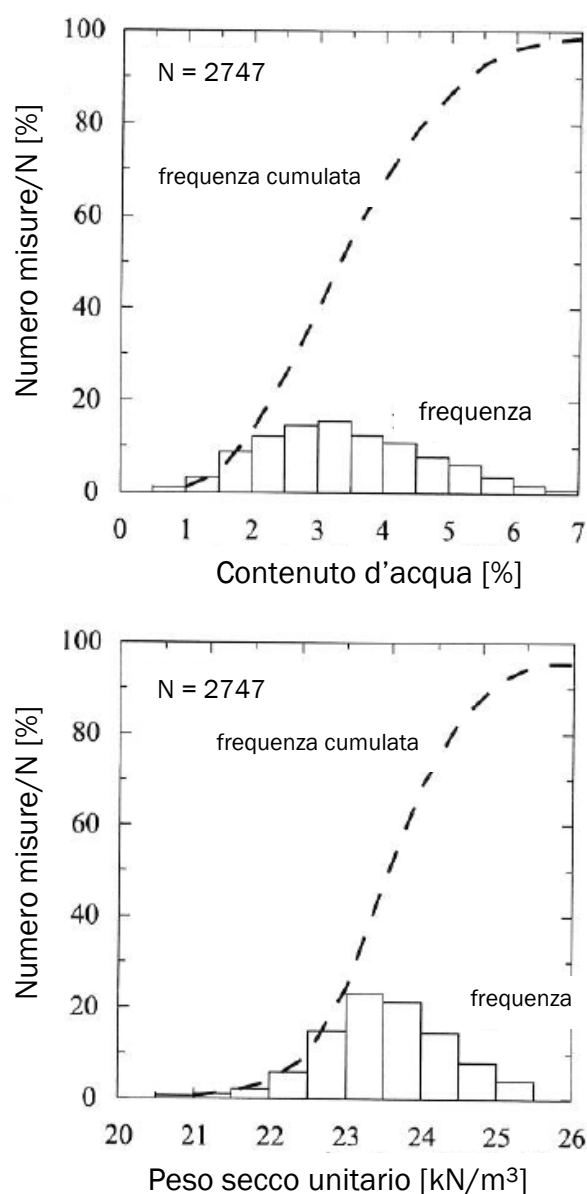 100
N = 2747
80
frequenza cumulata
60
40
20
frequenza
0
0 1 2 3 4 5 6 7
Numero misure/N [%]
Contenuto d'acqua [%]
100
N = 2747
80
frequenza cumulata
60
40
20
frequenza
0
20 21 22 23 24 25 26
Numero misure/N [%]
Peso secco unitario [kN/m³]